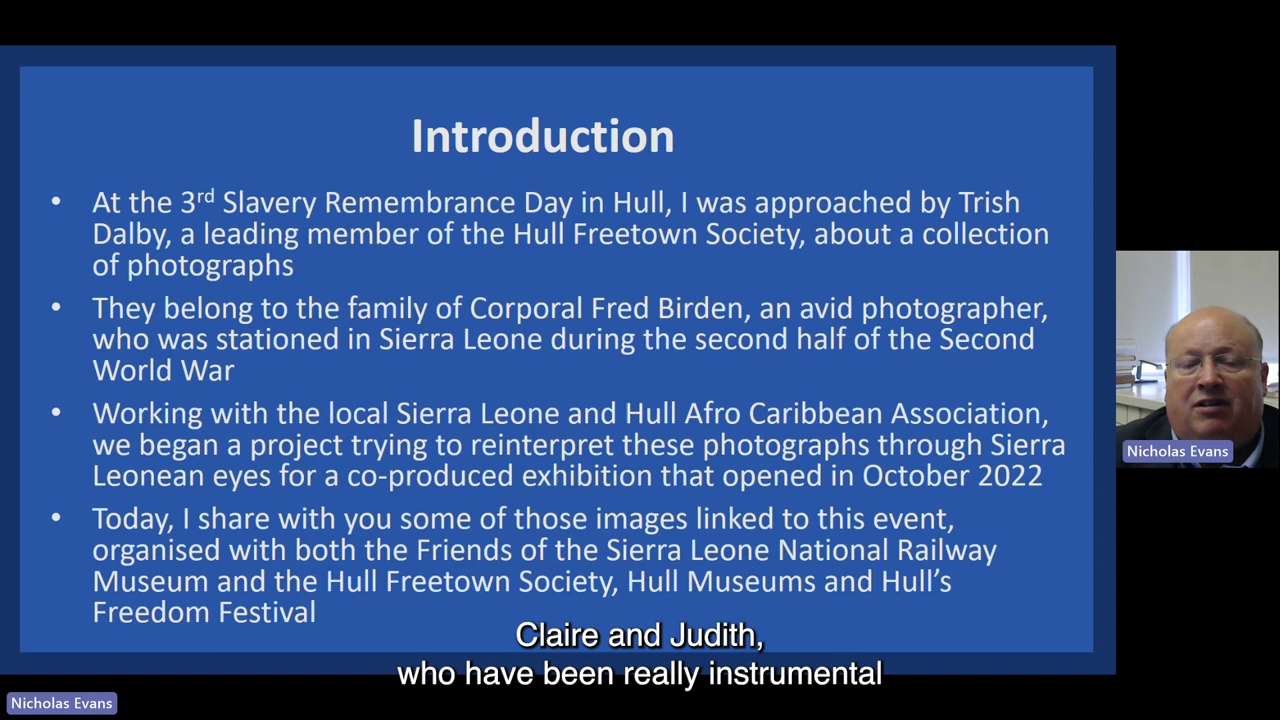 Introduction
• At the 3rd Slavery Remembrance Day in Hull, I was approached by Trish
Dalby, a leading member of the Hull Freetown Society, about a collection
of photographs
• They belong to the family of Corporal Fred Birden, an avid photographer,
who was stationed in Sierra Leone during the second half of the Second
World War
• Working with the local Sierra Leone and Hull Afro Caribbean Association,
we began a project trying to reinterpret these photographs through Sierra
Leonean eyes for a co-produced exhibition that opened in October 2022
• Today, I share with you some of those images linked to this event,
organised with both the Friends of the Sierra Leone National Railway
Museum and the Hull Freetown Society, Hull Museums and Hull’s
Freedom Festival
Nicholas Evans
Claire and Judith,
who have been really instrumental
Nicholas Evans